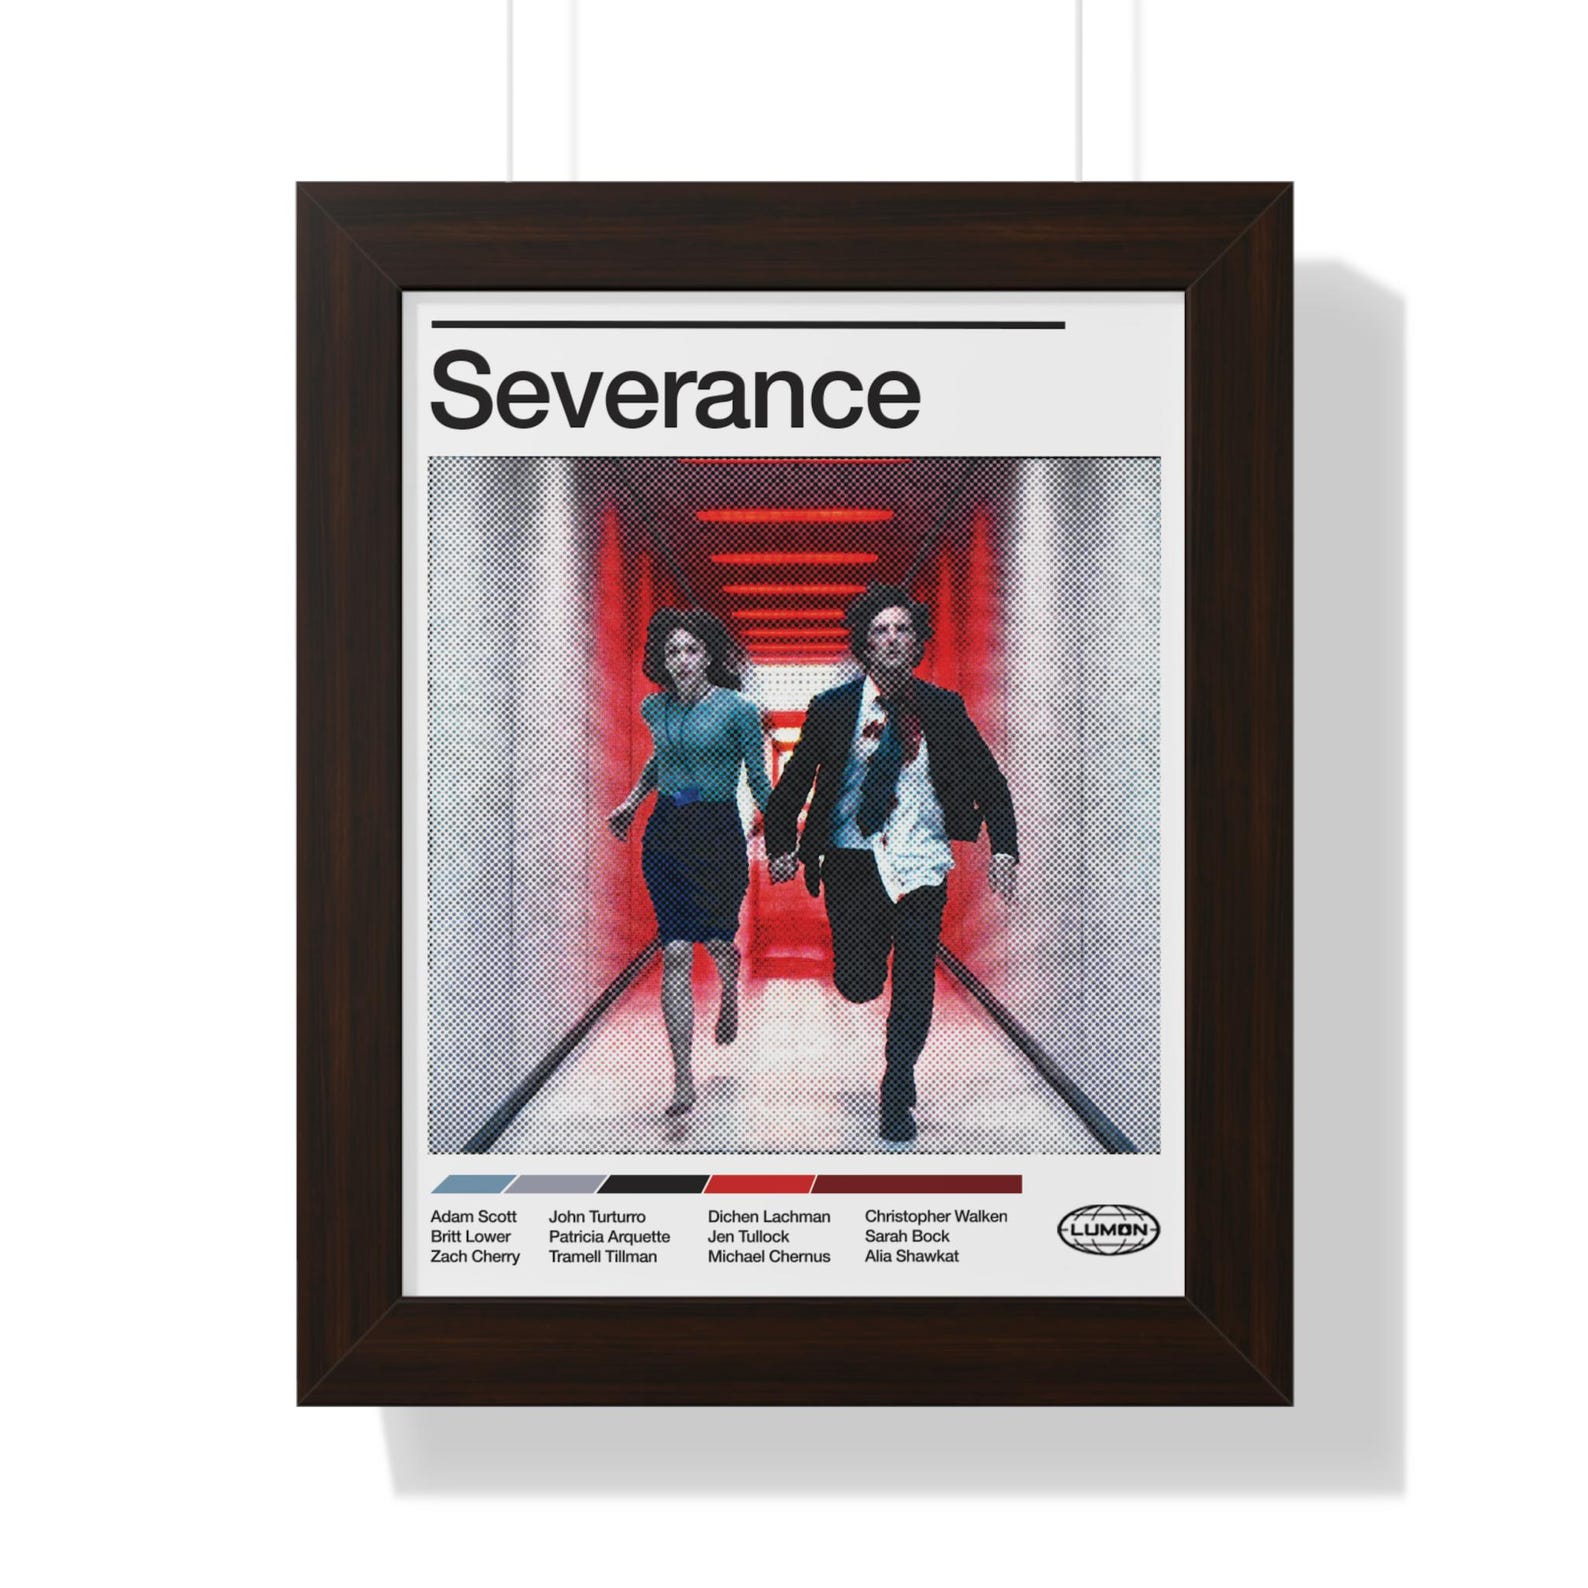 Severance
Adam Scott
Britt Lower
Zach Cherry
John Turturro
Patricia Arquette
Tramell Tillman
Dichen Lachman
Jen Tullock
Michael Chernus
Christopher Walken
Sarah Bock
Alia Shawkat
LUMON